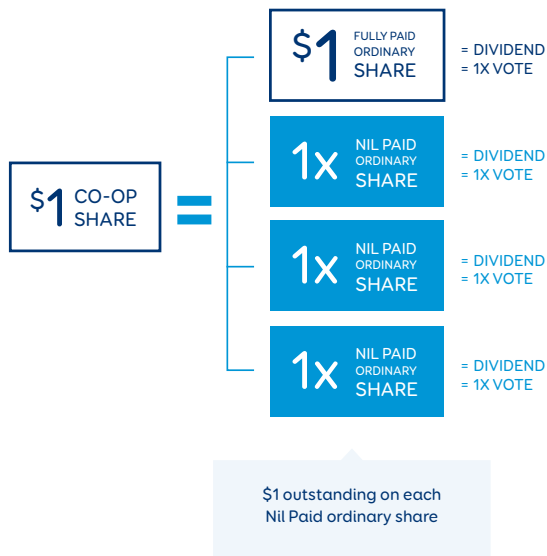 $1 CO-OP
SHARE
=
$1 FULLY PAID
ORDINARY
SHARE
= DIVIDEND
= 1X VOTE
1x NIL PAID
ORDINARY
SHARE
= DIVIDEND
= 1X VOTE
1x NIL PAID
ORDINARY
SHARE
= DIVIDEND
= 1X VOTE
1x NIL PAID
ORDINARY
SHARE
= DIVIDEND
= 1X VOTE
$1 outstanding on each
Nil Paid ordinary share